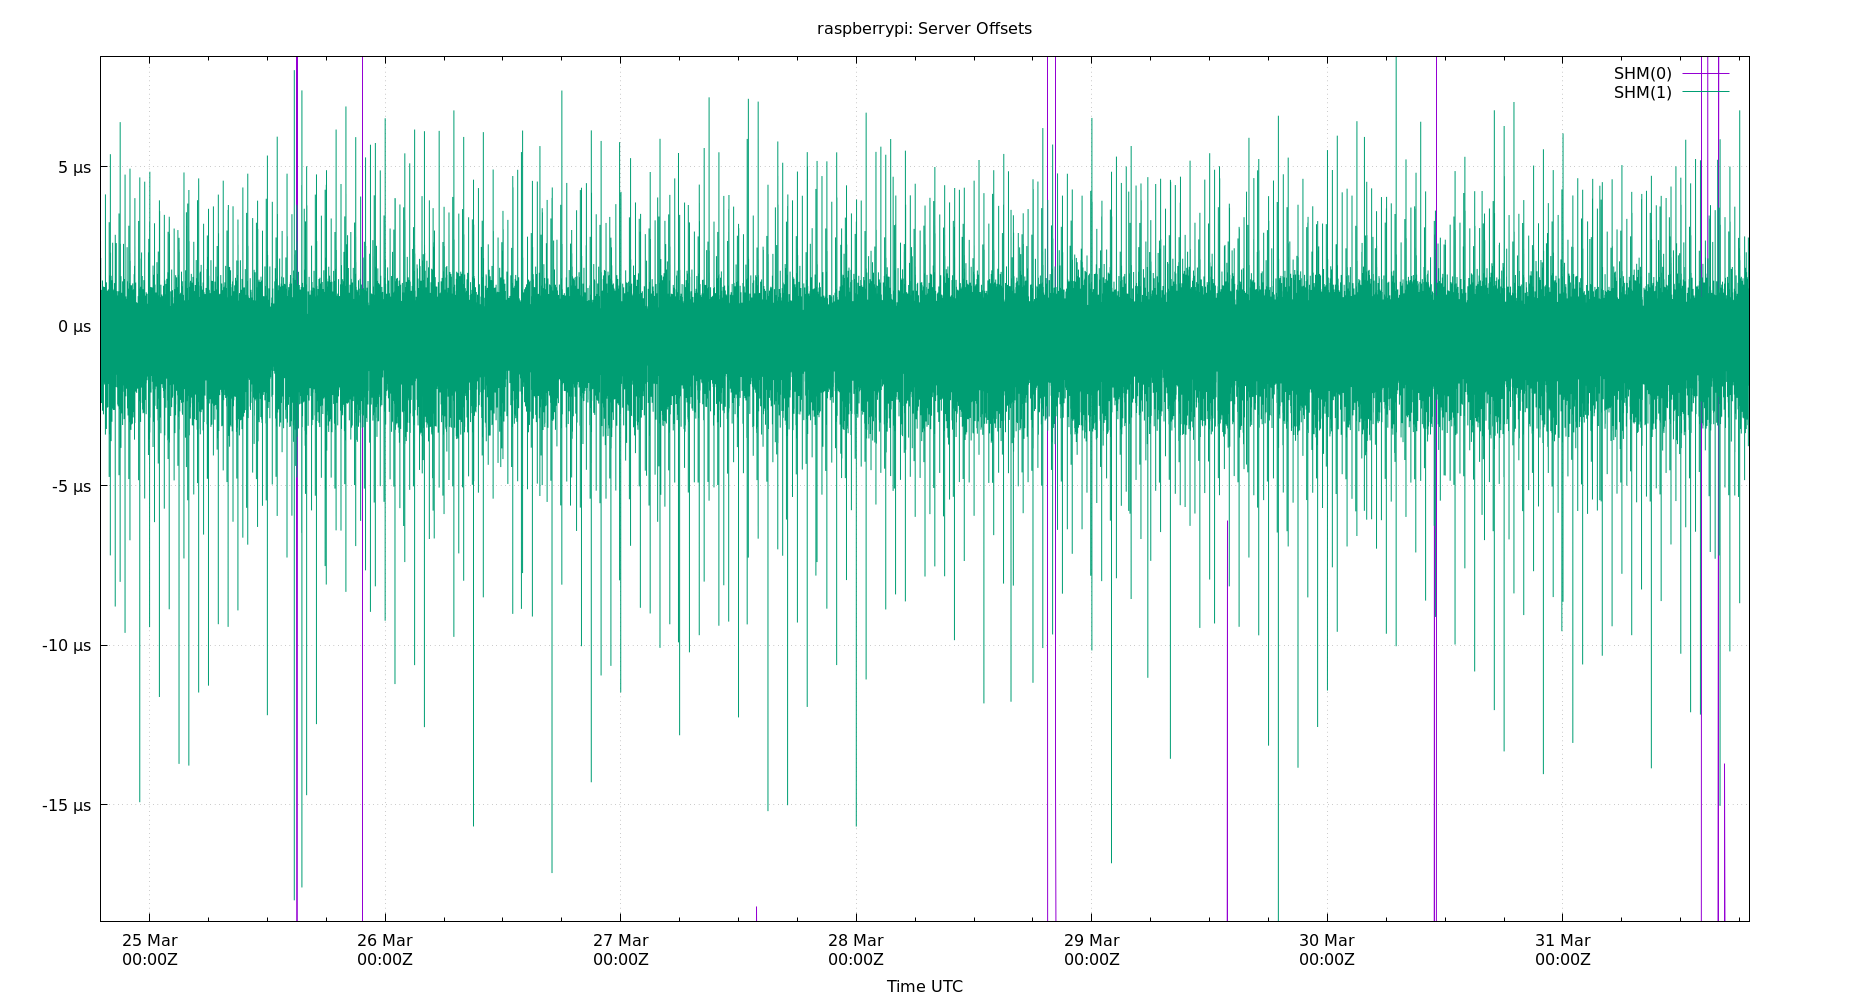 raspberrypi: Server Offsets
SHM(0)
SHM(1)
5 µs
0 µs
-5 µs
-10 µs
-15 µs
25 Mar 26 Mar 27 Mar 28 Mar 29 Mar 30 Mar 31 Mar
00:00Z 00:00Z 00:00Z 00:00Z 00:00Z 00:00Z 00:00Z
Time UTC